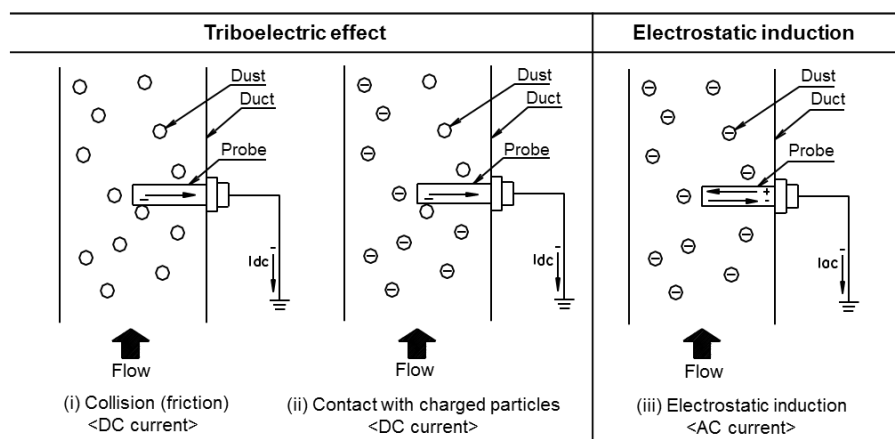 Triboelectric effect
Electrostatic induction
Dust
Duct
Probe
−
− Idc
Flow
(i) Collision (friction)
<DC current>
Dust
Duct
Probe
−
− Idc
Flow
(ii) Contact with charged particles
<DC current>
Dust
Duct
Probe
+
-
− Iac
Flow
(iii) Electrostatic induction
<AC current>